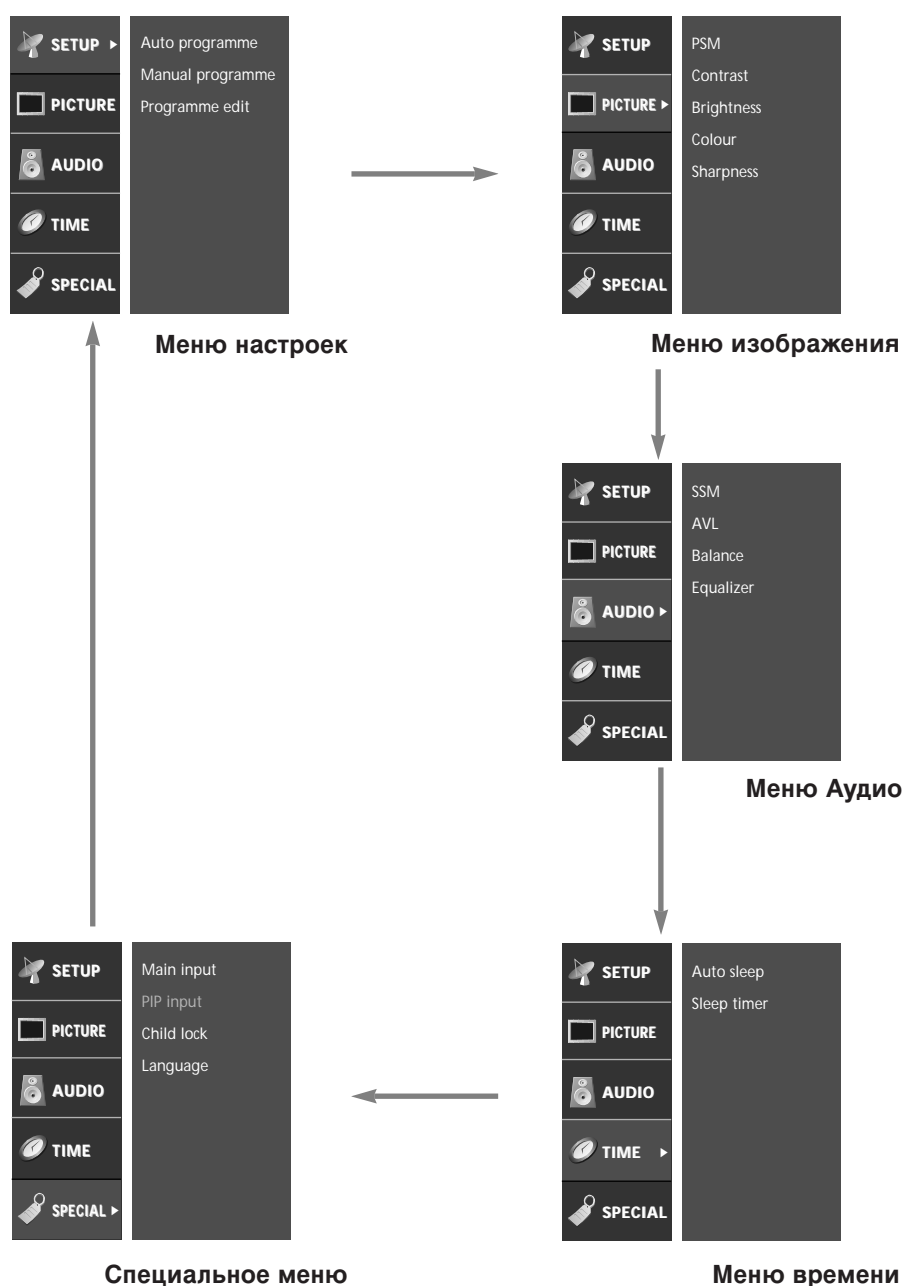 SETUP
PICTURE
AUDIO
TIME
SPECIAL
Auto programme
Manual programme
Programme edit
Меню настроек
SETUP
PICTURE
AUDIO
TIME
SPECIAL
PSM
Contrast
Brightness
Colour
Sharpness
Меню изображения
SETUP
PICTURE
AUDIO
TIME
SPECIAL
SSM
AVL
Balance
Equalizer
Меню Аудио
SETUP
PICTURE
AUDIO
TIME
SPECIAL
Auto sleep
Sleep timer
Меню времени
SETUP
PICTURE
AUDIO
TIME
SPECIAL
Main input
PIP input
Child lock
Language
Специальное меню